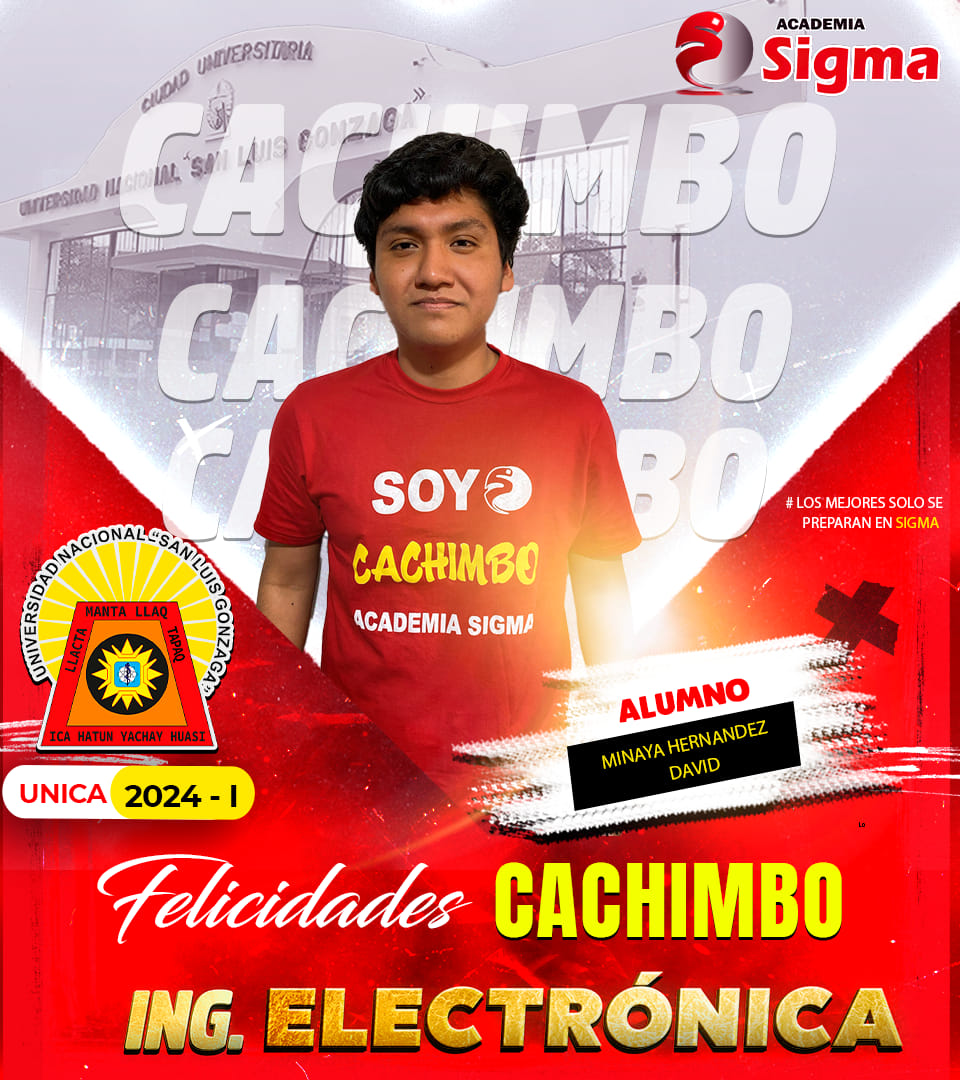 ACADEMIA
Sigma
CIUDAD UNIVERSITARIA
UNIVERSIDAD NACIONAL "SAN LUIS GONZAGA"
CACHIMBO
CACHIMBO
CACHIMBO
SOY
CACHIMBO
ACADEMIA SIGMA
# LOS MEJORES SOLO SE
PREPARAN EN SIGMA
UNIVERSIDAD NACIONAL "SAN LUIS GONZAGA"
LLACTA
MANTA LLAQ
TAPAQ
ICA HATUN YACHAY HUASI
UNICA 2024 - I
ALUMNO
MINAYA HERNANDEZ
DAVID
Felicidades CACHIMBO
ING. ELECTRÓNICA